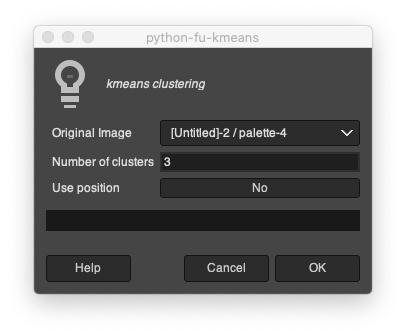 python-fu-kmeans
kmeans clustering
Original Image [Untitled]-2 / palette-4
Number of clusters 3
Use position No
Help Cancel OK